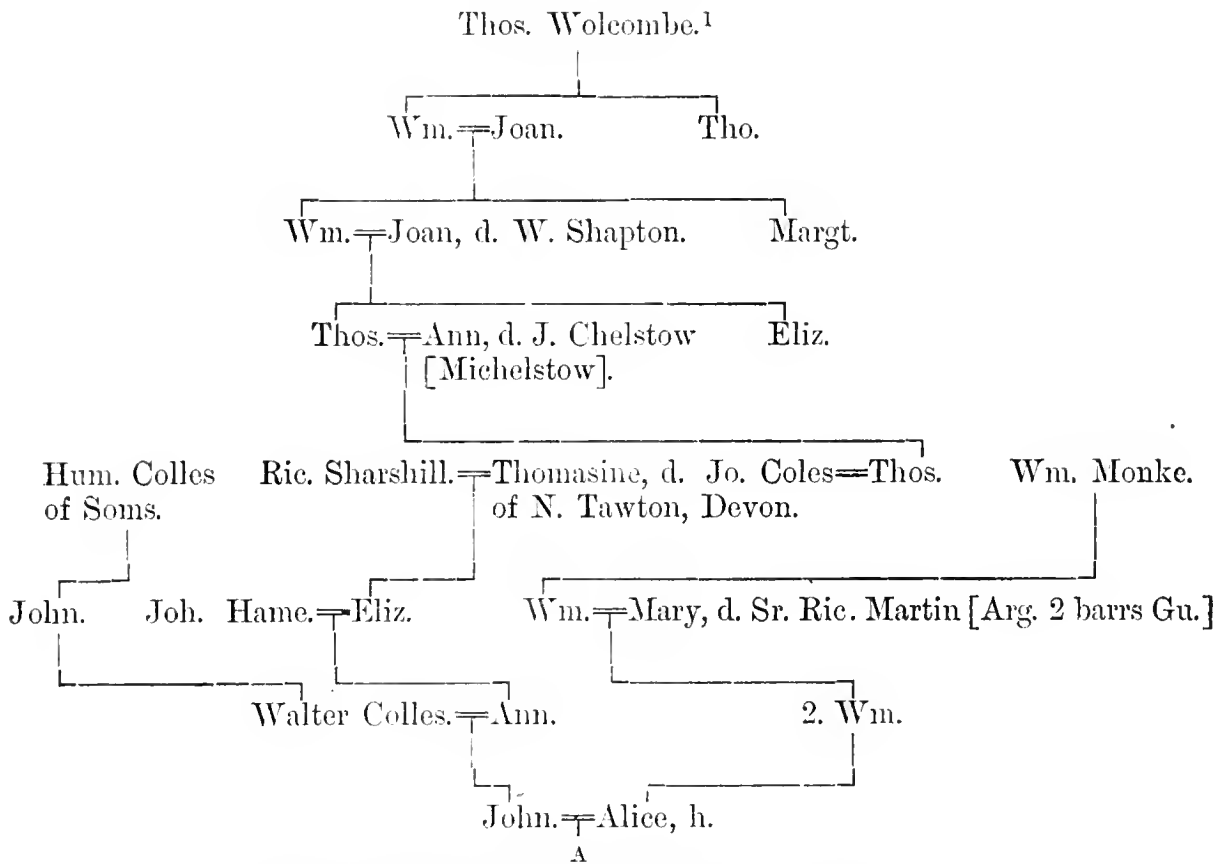 Thos. Wolcombe.¹
Wm.═Joan. Tho.
Wm.═Joan, d. W. Shapton. Margt.
Thos.═Ann, d. J. Chelstow Eliz.
[Michelstow].
Hum. Colles Ric. Sharshill.═Thomasine, d. Jo. Coles═Thos. Wm. Monke.
of Soms. of N. Tawton, Devon.
John. Joh. Hame.═Eliz. Wm.═Mary, d. Sr. Ric. Martin [Arg. 2 barrs Gu.]
Walter Colles.═Ann. 2. Wm.
John.═Alice, h.
A